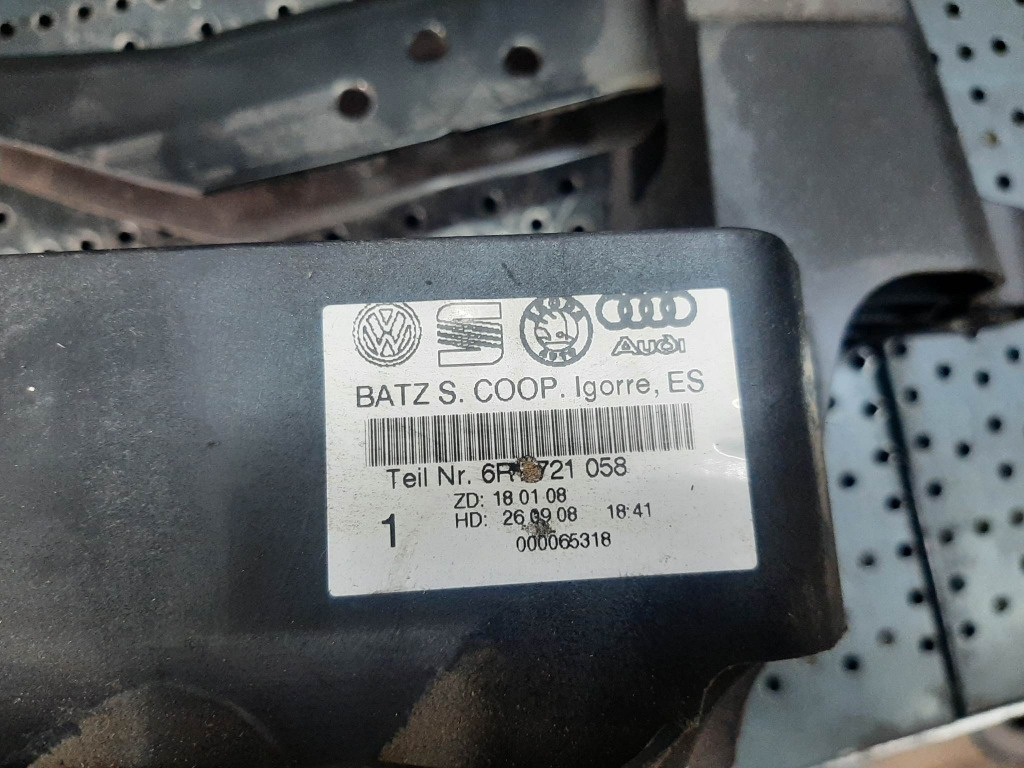 Audi
BATZ S. COOP. Igorre, ES
Teil Nr. 721 058
ZD: 18 01 08
1 HD: 26 09 08 18:41
000065318